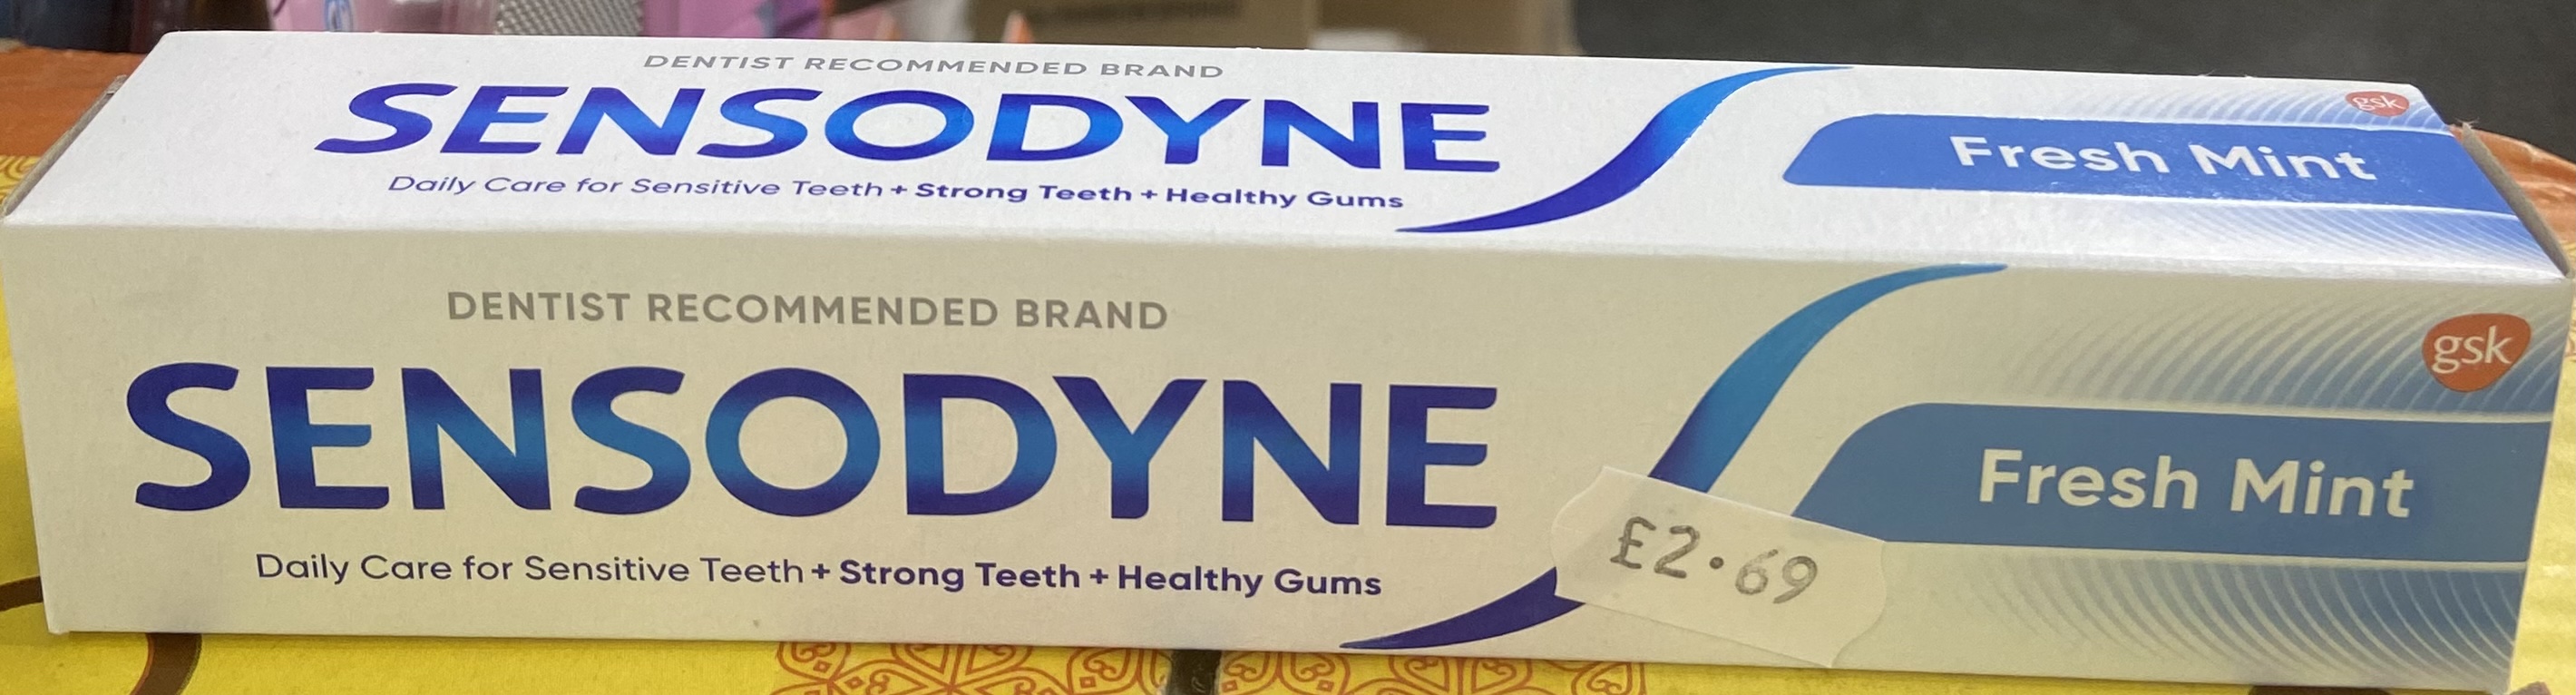 DENTIST RECOMMENDED BRAND
SENSODYNE
Daily Care for Sensitive Teeth + Strong Teeth + Healthy Gums
gsk
Fresh Mint
DENTIST RECOMMENDED BRAND
SENSODYNE
Daily Care for Sensitive Teeth + Strong Teeth + Healthy Gums
gsk
Fresh Mint
£2.69